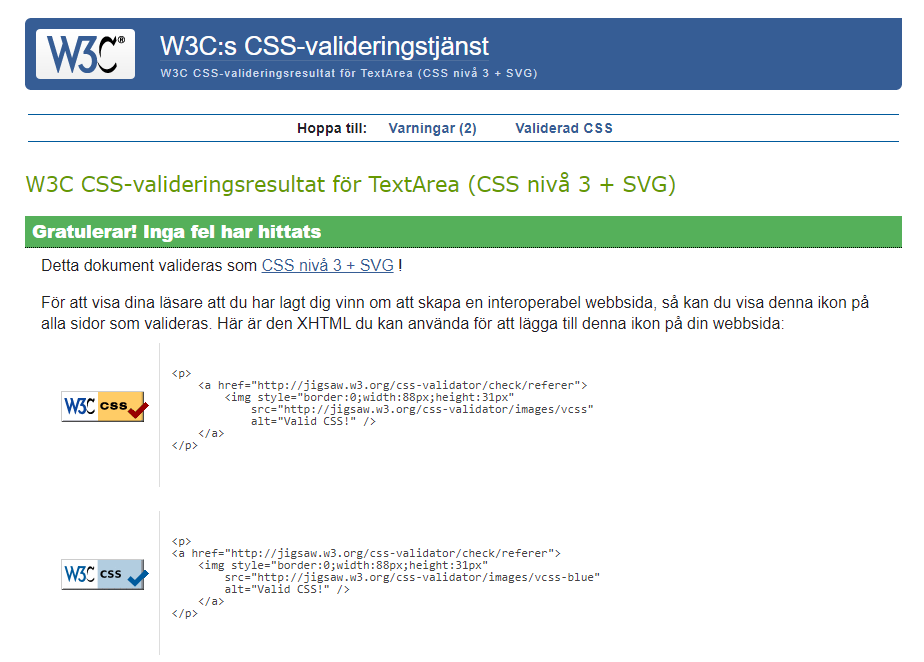 W3C®
W3C:s CSS-valideringstjänst
W3C CSS-valideringsresultat för TextArea (CSS nivå 3 + SVG)
Hoppa till: Varningar (2) Validerad CSS
W3C CSS-valideringsresultat för TextArea (CSS nivå 3 + SVG)
Gratulerar! Inga fel har hittats
Detta dokument valideras som CSS nivå 3 + SVG !
För att visa dina läsare att du har lagt dig vinn om att skapa en interoperabel webbsida, så kan du visa denna ikon på
alla sidor som valideras. Här är den XHTML du kan använda för att lägga till denna ikon på din webbsida:
W3C css
<p>
<a href="http://jigsaw.w3.org/css-validator/check/referer">
<img style="border:0;width:88px;height:31px"
src="http://jigsaw.w3.org/css-validator/images/vcss"
alt="Valid CSS!" />
</a>
</p>
W3C css
<p>
<a href="http://jigsaw.w3.org/css-validator/check/referer">
<img style="border:0;width:88px;height:31px"
src="http://jigsaw.w3.org/css-validator/images/vcss-blue"
alt="Valid CSS!" />
</a>
</p>